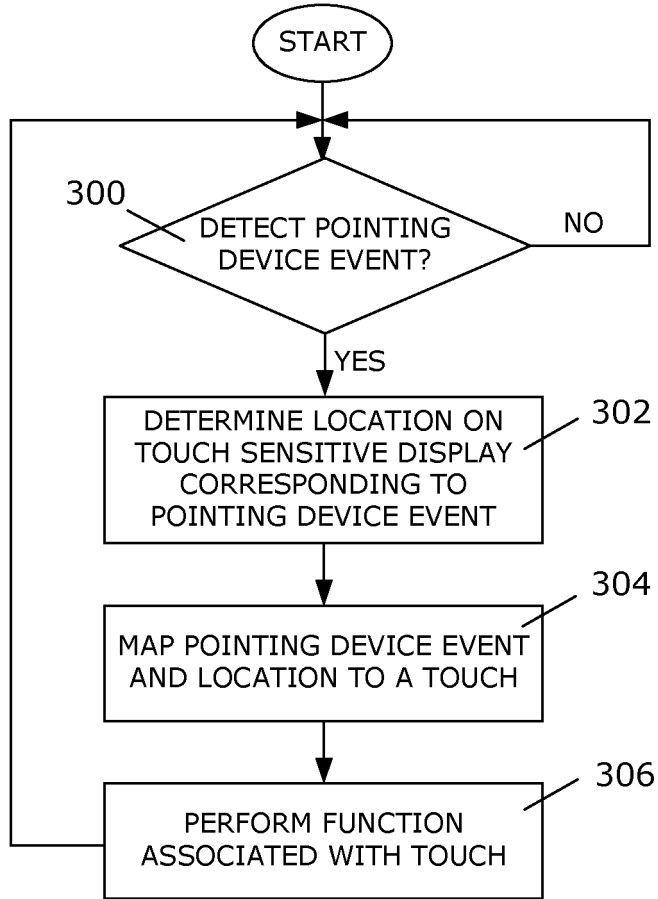 START
300
DETECT POINTING
DEVICE EVENT?
NO
YES
DETERMINE LOCATION ON
TOUCH SENSITIVE DISPLAY
CORRESPONDING TO
POINTING DEVICE EVENT
302
MAP POINTING DEVICE EVENT
AND LOCATION TO A TOUCH
304
PERFORM FUNCTION
ASSOCIATED WITH TOUCH
306